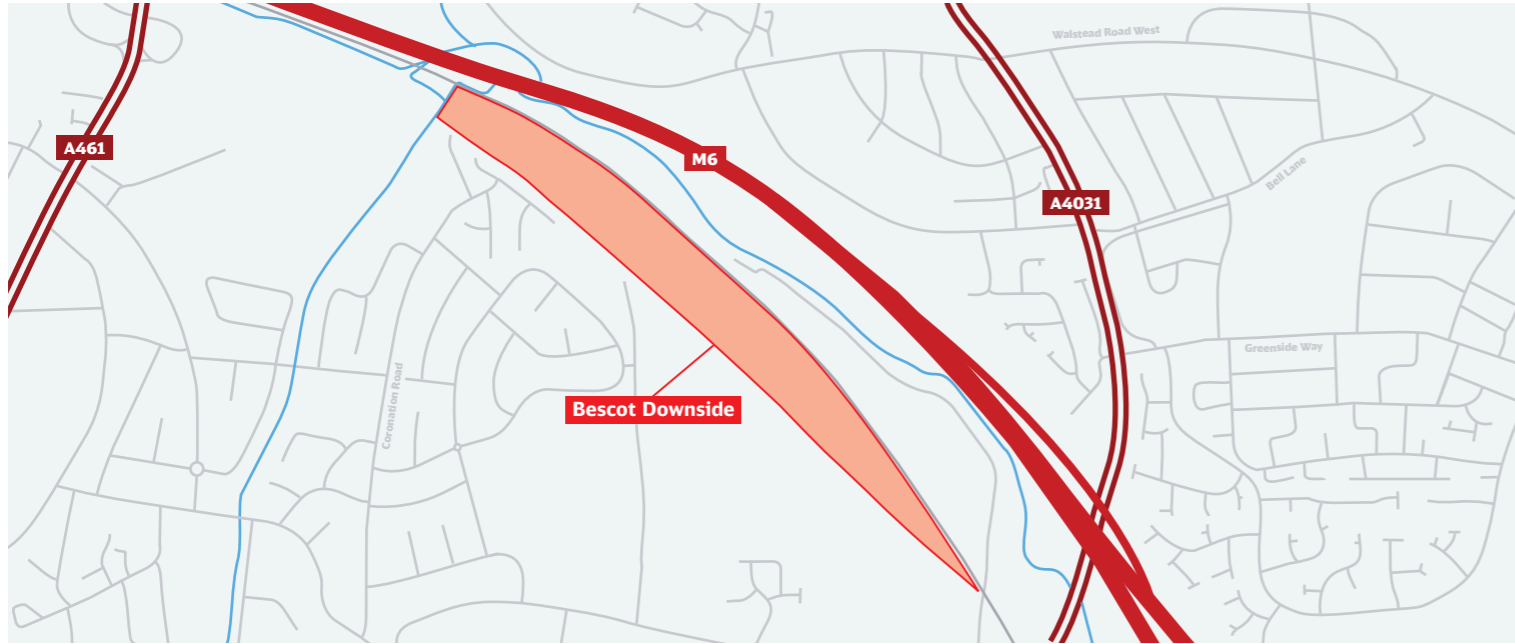 Walstead Road West
A461
M6
Bell Lane
A4031
Greenside Way
Coronation Road
Bescot Downside